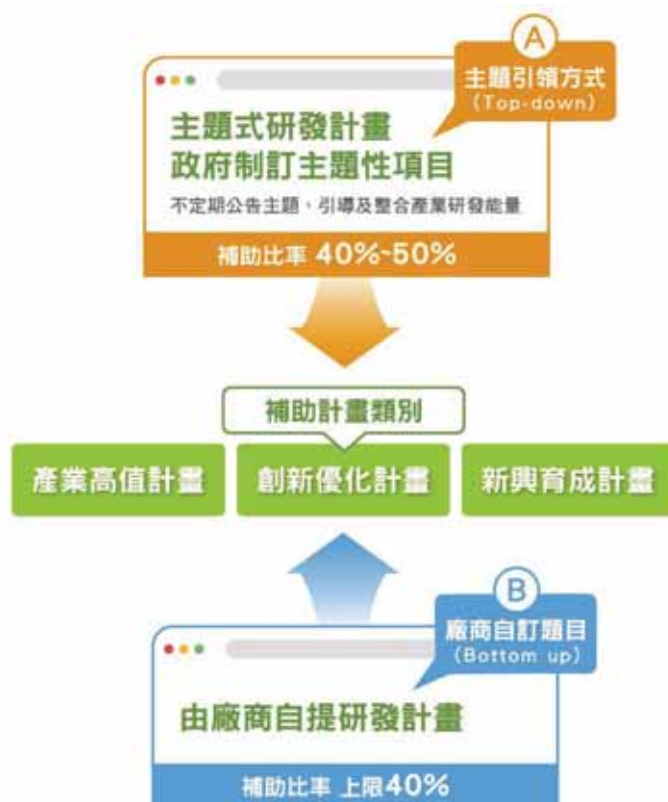 A
主題引領方式
(Top-down)
主題式研發計畫
政府制訂主題性項目
不定期公告主題、引導及整合產業研發能量
補助比率 40%~50%
補助計畫類別
產業高值計畫 創新優化計畫 新興育成計畫
B
廠商自訂題目
(Bottom up)
由廠商自提研發計畫
補助比率 上限40%